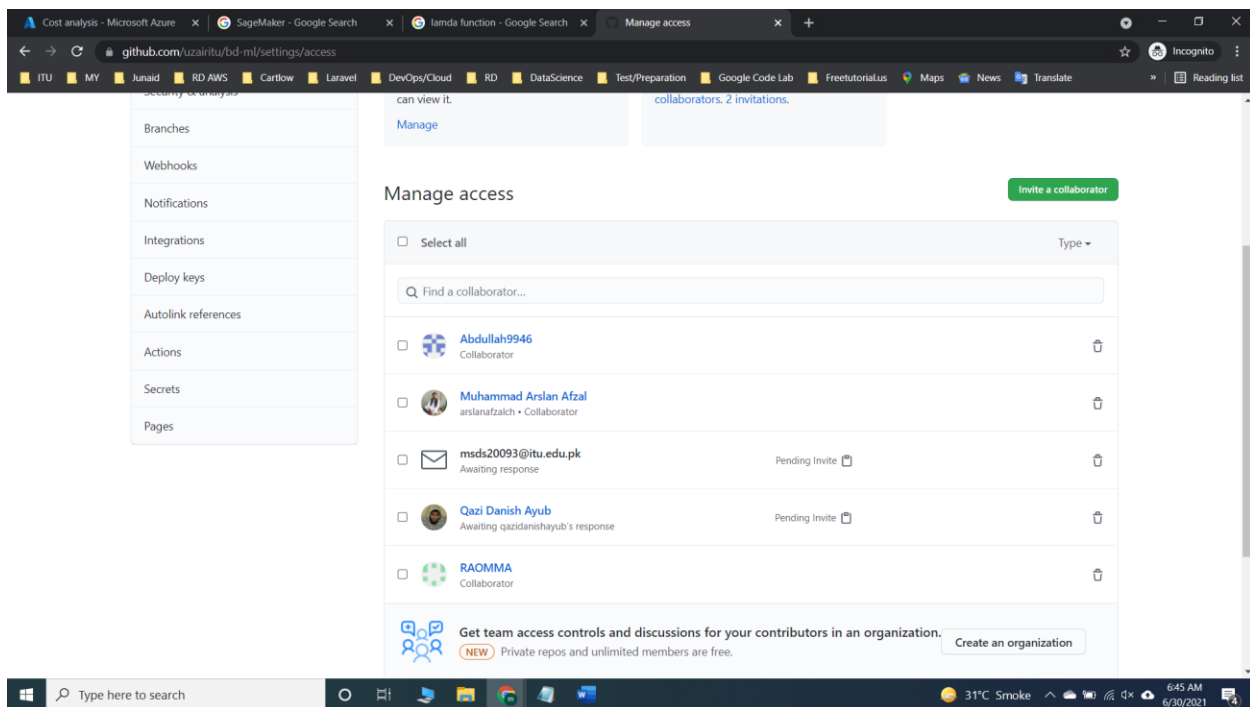 Cost analysis - Microsoft Azure
SageMaker - Google Search
lamda function - Google Search
Manage access
github.com/uzairitu/bd-ml/settings/access
Incognito
ITU MY Junaid RD AWS Cartlow Laravel DevOps/Cloud RD DataScience Test/Preparation Google Code Lab Freetutorial.us Maps News Translate » Reading list
Security & analysis
Branches
Webhooks
Notifications
Integrations
Deploy keys
Autolink references
Actions
Secrets
Pages
can view it.
Manage
collaborators. 2 invitations.
Manage access
Invite a collaborator
Select all
Type
Find a collaborator...
Abdullah9946
Collaborator
Muhammad Arslan Afzal
arslanafzalch • Collaborator
msds20093@itu.edu.pk
Awaiting response
Pending Invite
Qazi Danish Ayub
Awaiting qazidanishayub's response
Pending Invite
RAOMMA
Collaborator
Get team access controls and discussions for your contributors in an organization.
NEW Private repos and unlimited members are free.
Create an organization
Type here to search
31°C Smoke
6:45 AM
6/30/2021
4